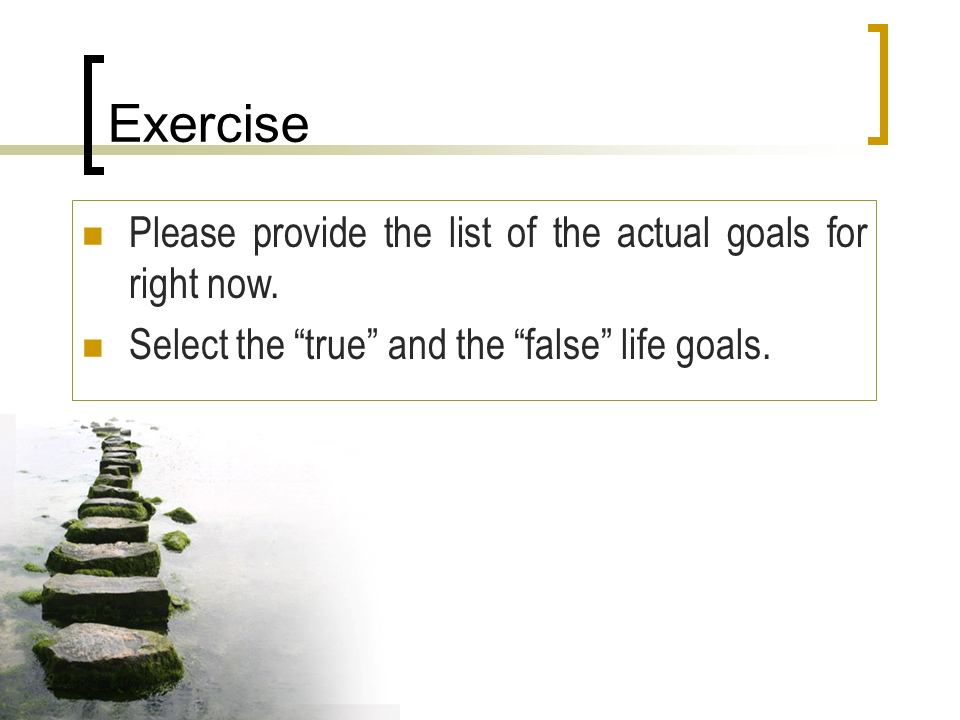 Exercise
Please provide the list of the actual goals for
right now.
Select the “true” and the “false” life goals.